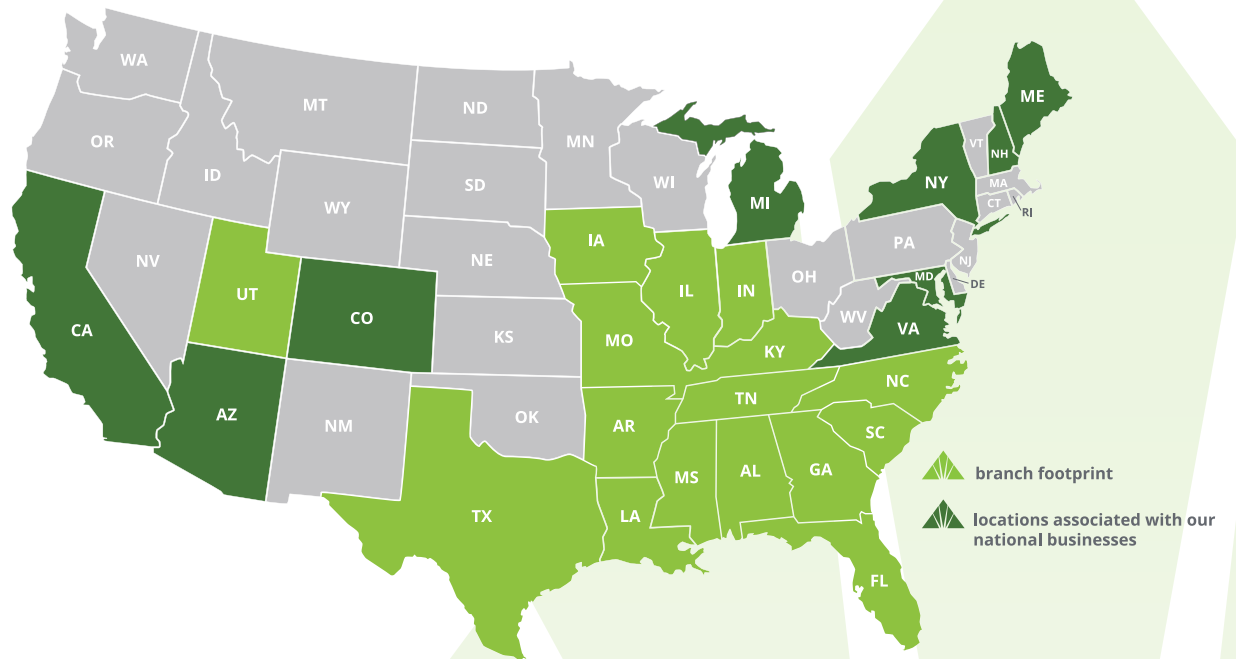 WA
MT
ND
MN
ME
OR
ID
SD
WI
VT
NH
NY
MA
MI
CT
RI
WY
NV
NE
IA
PA
NJ
OH
MD
DE
UT
CO
IL
IN
WV
VA
CA
KS
MO
KY
AZ
NM
OK
AR
TN
NC
SC
MS
AL
GA
TX
LA
FL
branch footprint
locations associated with our
national businesses